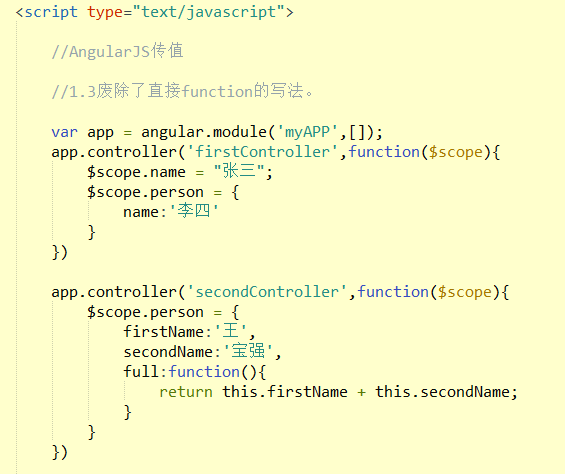 <script type="text/javascript">
//AngularJS传值
//1.3废除了直接function的写法。
var app = angular.module('myAPP',[]);
app.controller('firstController',function($scope){
$scope.name = "张三";
$scope.person = {
name:'李四'
}
})
app.controller('secondController',function($scope){
$scope.person = {
firstName:'王',
secondName:'宝强',
full:function(){
return this.firstName + this.secondName;
}
}
})